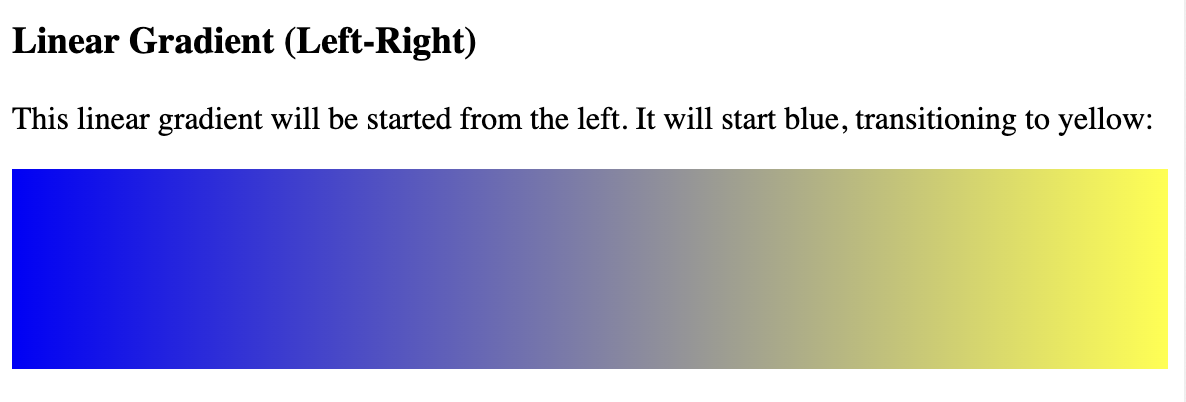 Linear Gradient (Left-Right)
This linear gradient will be started from the left. It will start blue, transitioning to yellow: